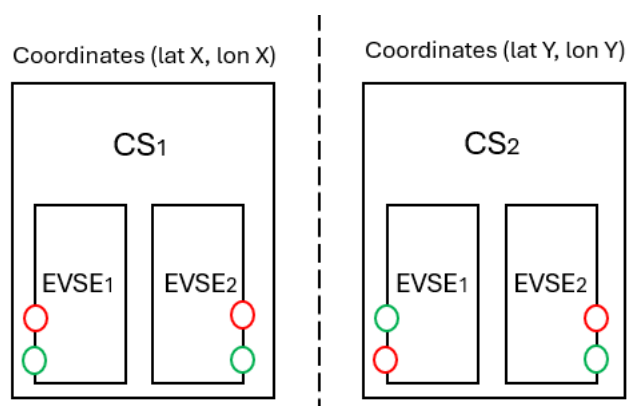 Coordinates (lat X, lon X)
Coordinates (lat Y, lon Y)
CS1
CS2
EVSE1
EVSE2
EVSE1
EVSE2